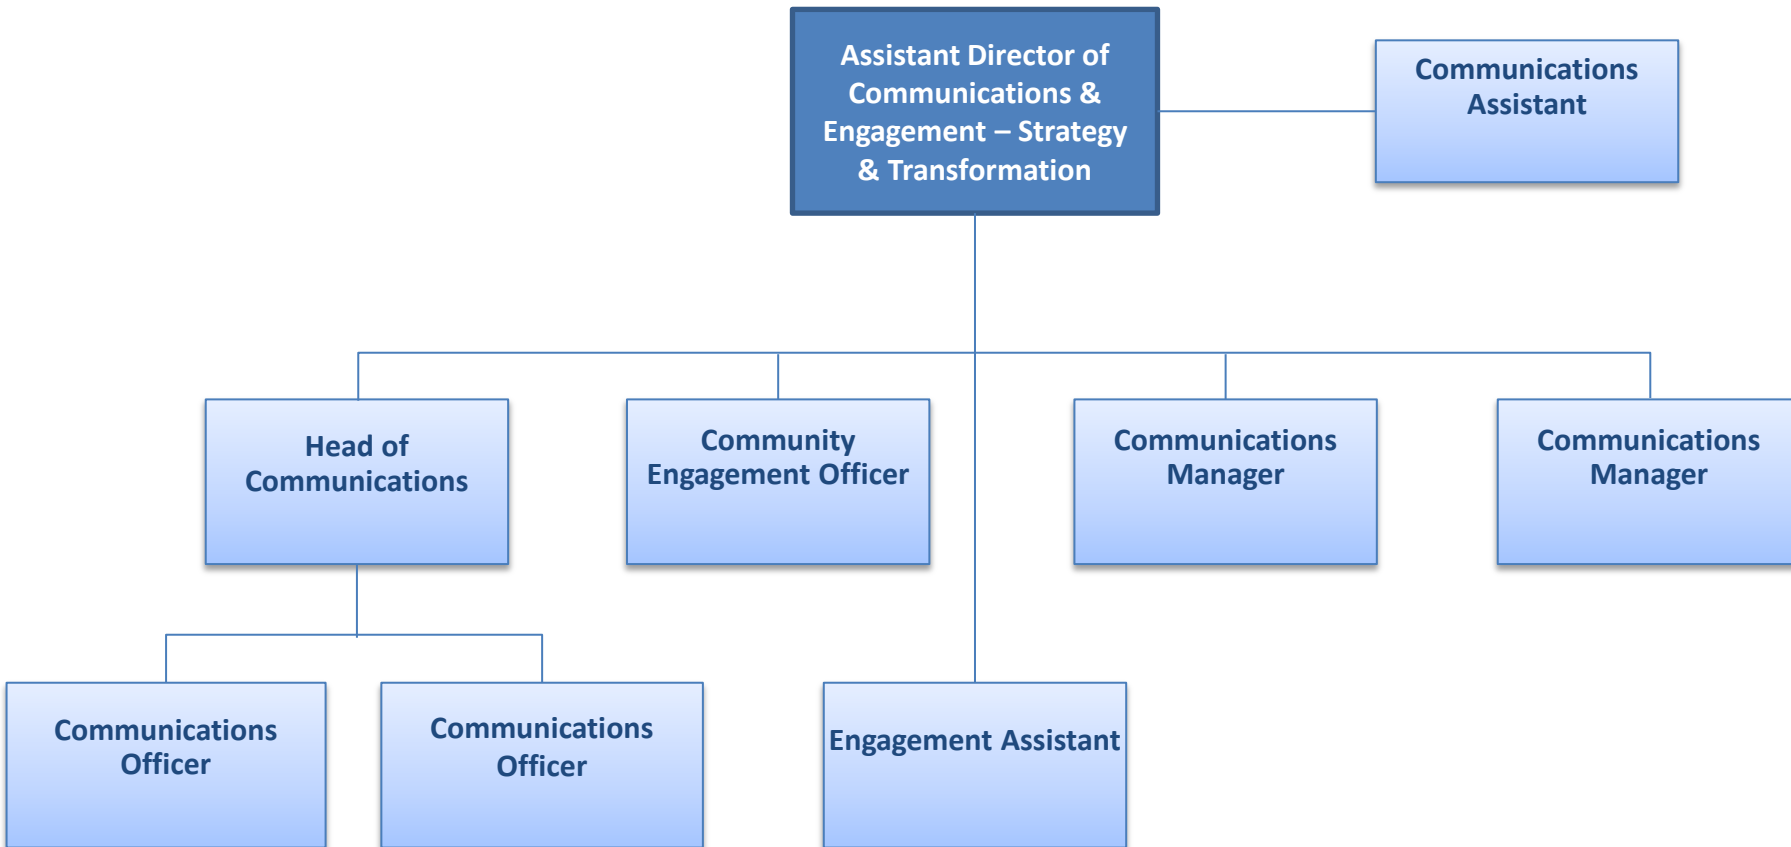 Assistant Director of
Communications &
Engagement – Strategy
& Transformation
Communications
Assistant
Head of
Communications
Community
Engagement Officer
Communications
Manager
Communications
Manager
Communications
Officer
Communications
Officer
Engagement Assistant